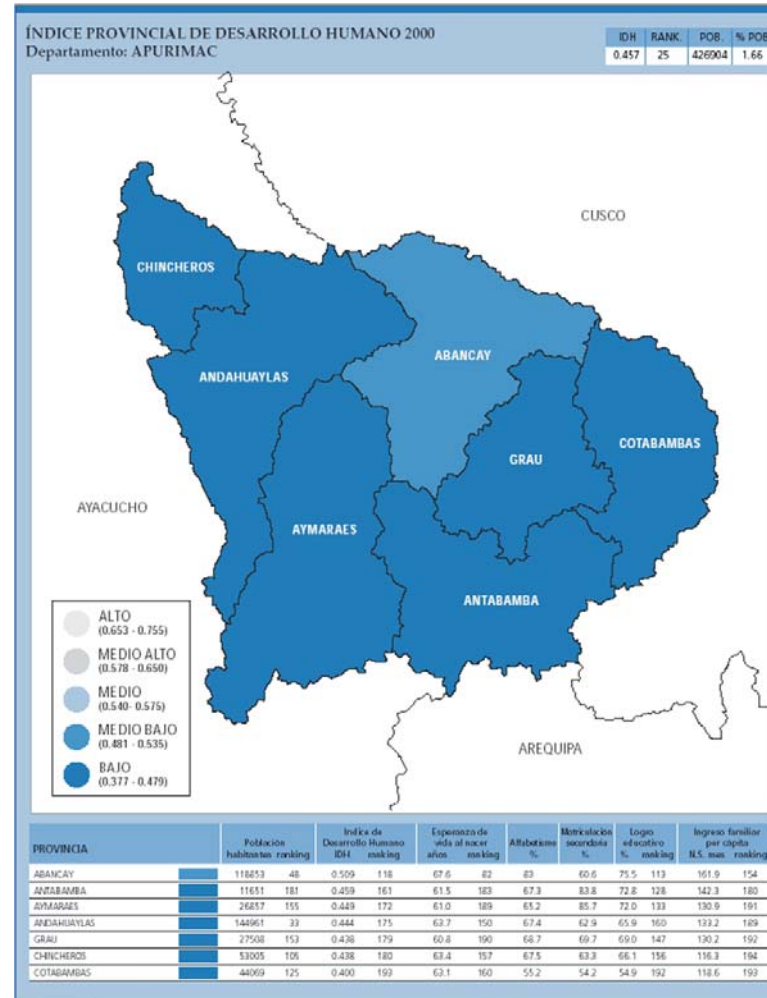 ÍNDICE PROVINCIAL DE DESARROLLO HUMANO 2000
Departamento: APURIMAC
IDH RANK. POB. % POB
0.457 25 426904 1.66
CUSCO
CHINCHEROS
ABANCAY
ANDAHUAYLAS
COTABAMBAS
GRAU
AYACUCHO
AYMARAES
ANTABAMBA
ALTO
(0.653 - 0.755)
MEDIO ALTO
(0.578 - 0.650)
MEDIO
(0.540- 0.575)
MEDIO BAJO
(0.481 - 0.535)
BAJO
(0.377 - 0.479)
AREQUIPA
PROVINCIA
Población
habitantes ranking
Indice de
Desarrollo Humano
IDH ranking
Esperanza de
vida al nacer
años ranking
Alfabetismo
%
Matriculación
secundaria
%
Logro
educativo
% ranking
Ingreso familiar
per cápita
N.S. mes ranking
ABANCAY 118853 48 0.509 118 67.6 82 83 60.6 75.5 113 161.9 154
ANTABAMBA 11651 181 0.459 161 61.5 183 67.3 83.8 72.8 128 142.3 180
AYMARAES 26857 155 0.449 172 61.0 189 65.2 85.7 72.0 133 130.9 191
ANDAHUAYLAS 144961 33 0.444 175 63.7 150 67.4 62.9 65.9 160 133.2 189
GRAU 27508 153 0.438 179 60.8 190 68.7 69.7 69.0 147 130.2 192
CHINCHEROS 53005 105 0.438 180 63.4 157 67.5 63.3 66.1 156 116.3 194
COTABAMBAS 44069 125 0.400 193 63.1 160 55.2 54.2 54.9 192 118.6 193